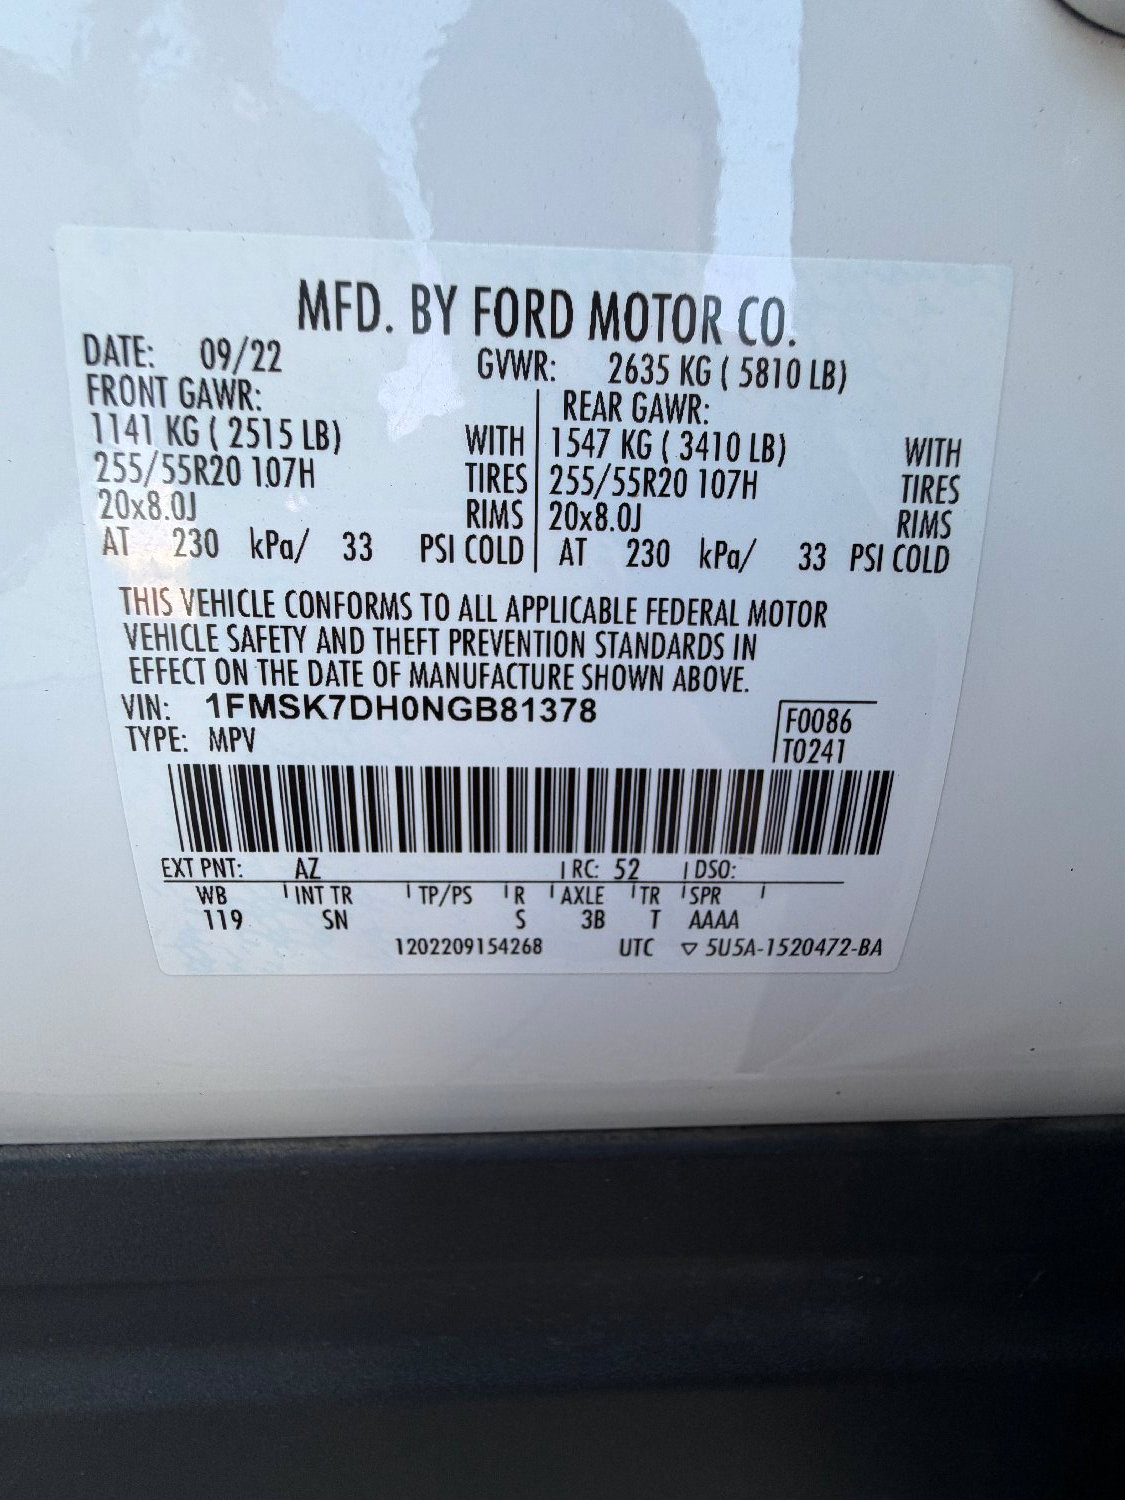 MFD. BY FORD MOTOR CO.
DATE: 09/22 GVWR: 2635 KG ( 5810 LB)
FRONT GAWR: REAR GAWR:
1141 KG ( 2515 LB) WITH 1547 KG ( 3410 LB) WITH
255/55R20 107H TIRES 255/55R20 107H TIRES
20x8.0J RIMS 20x8.0J RIMS
AT 230 kPa/ 33 PSI COLD AT 230 kPa/ 33 PSI COLD
THIS VEHICLE CONFORMS TO ALL APPLICABLE FEDERAL MOTOR
VEHICLE SAFETY AND THEFT PREVENTION STANDARDS IN
EFFECT ON THE DATE OF MANUFACTURE SHOWN ABOVE.
VIN: 1FMSK7DH0NGB81378 F0086
TYPE: MPV T0241
EXT PNT: AZ RC: 52 DSO:
WB INT TR TP/PS R AXLE TR SPR
119 SN S 3B T AAAA
1202209154268 UTC ▽ 5U5A-1520472-BA